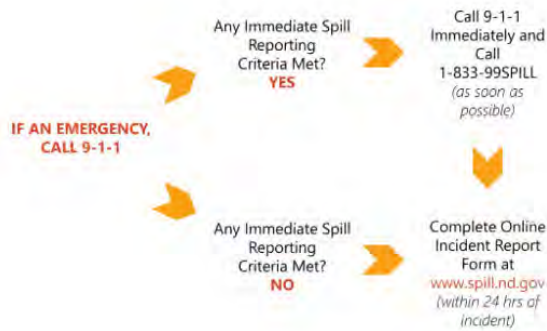 IF AN EMERGENCY,
CALL 9-1-1
Any Immediate Spill
Reporting
Criteria Met?
YES
Call 9-1-1
Immediately and
Call
1-833-99SPILL
(as soon as
possible)
Any Immediate Spill
Reporting
Criteria Met?
NO
Complete Online
Incident Report
Form at
www.spill.nd.gov
(within 24 hrs of
incident)